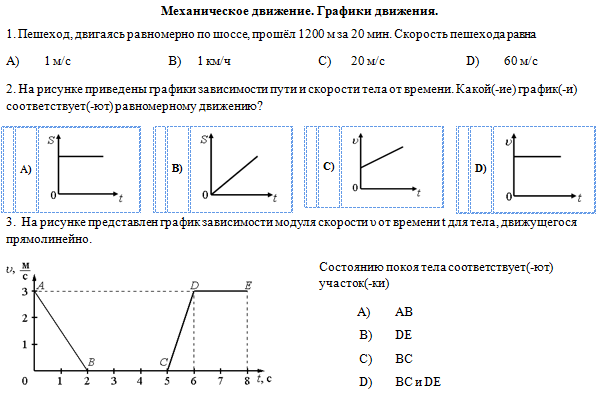 Механическое движение. Графики движения.
1. Пешеход, двигаясь равномерно по шоссе, прошёл 1200 м за 20 мин. Скорость пешехода равна
A) 1 м/с B) 1 км/ч C) 20 м/с D) 60 м/с
2. На рисунке приведены графики зависимости пути и скорости тела от времени. Какой(-ие) график(-и)
соответствует(-ют) равномерному движению?
A) S 0 t B) S 0 t C) υ 0 t D) υ 0 t
3. На рисунке представлен график зависимости модуля скорости υ от времени t для тела, движущегося
прямолинейно.
υ, м/с
3 A D E
2
1
B C
0 1 2 3 4 5 6 7 8 t, c
Состоянию покоя тела соответствует(-ют)
участок(-ки)
A) AB
B) DE
C) BC
D) BC и DE